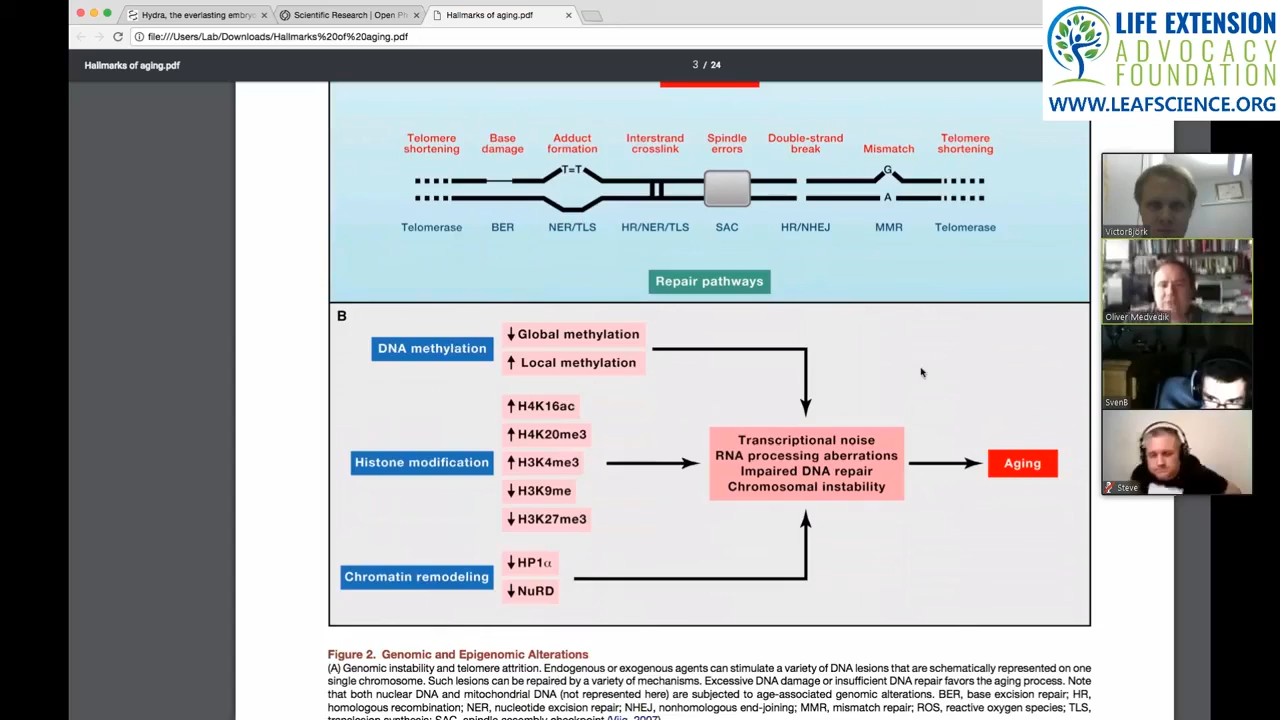 Hydra, the everlasting embry
Scientific Research | Open Ph
Hallmarks of aging.pdf
file:///Users/Lab/Downloads/Hallmarks%20of%20aging.pdf
LIFE EXTENSION
ADVOCACY
FOUNDATION
WWW.LEAFSCIENCE.ORG
Hallmarks of aging.pdf
3 / 24
Telomere shortening
Base damage
Adduct formation
Interstrand crosslink
Spindle errors
Double-strand break
Mismatch
Telomere shortening
T=T
G
A
Telomerase
BER
NER/TLS
HR/NER/TLS
SAC
HR/NHEJ
MMR
Telomerase
Repair pathways
B
DNA methylation
↓ Global methylation
↑ Local methylation
Histone modification
↑ H4K16ac
↑ H4K20me3
↑ H3K4me3
↓ H3K9me
↓ H3K27me3
Chromatin remodeling
↓ HP1α
↓ NuRD
Transcriptional noise
RNA processing aberrations
Impaired DNA repair
Chromosomal instability
Aging
VictorBjörk
Oliver Medvedik
SvenB
Steve
Figure 2. Genomic and Epigenomic Alterations
(A) Genomic instability and telomere attrition. Endogenous or exogenous agents can stimulate a variety of DNA lesions that are schematically represented on one
single chromosome. Such lesions can be repaired by a variety of mechanisms. Excessive DNA damage or insufficient DNA repair favors the aging process. Note
that both nuclear DNA and mitochondrial DNA (not represented here) are subjected to age-associated genomic alterations. BER, base excision repair; HR,
homologous recombination; NER, nucleotide excision repair; NHEJ, nonhomologous end-joining; MMR, mismatch repair; ROS, reactive oxygen species; TLS,
translesion synthesis; SAC, spindle assembly checkpoint (Vijg, 2007).